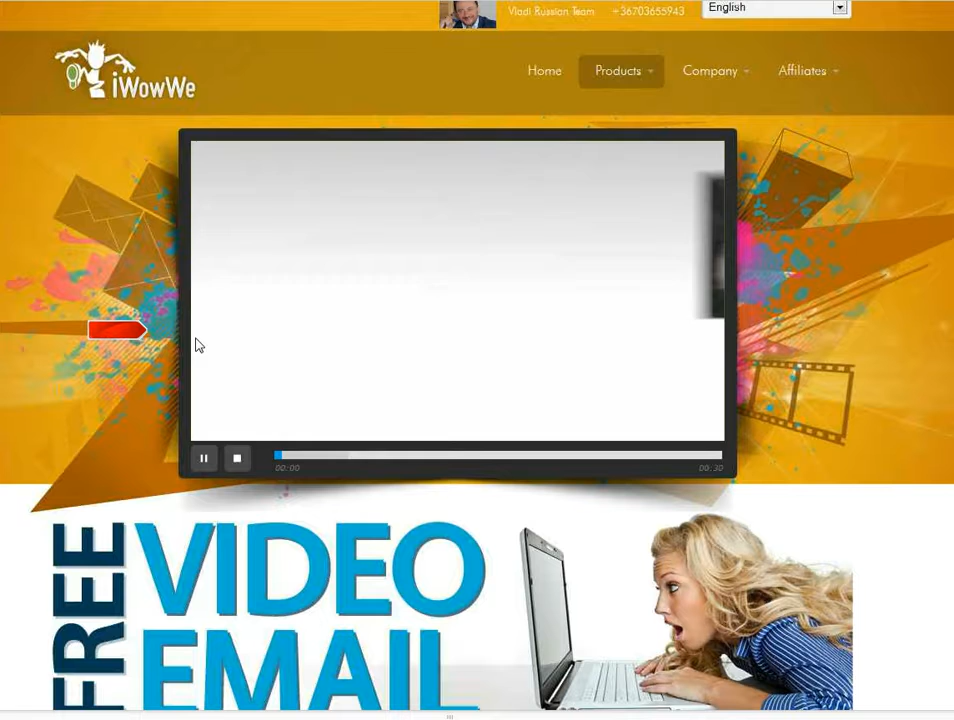 Vladi Russian Team +36703655943 English
iWowWe
Home Products Company Affiliates
00:00 00:30
FREE
VIDEO
EMAIL